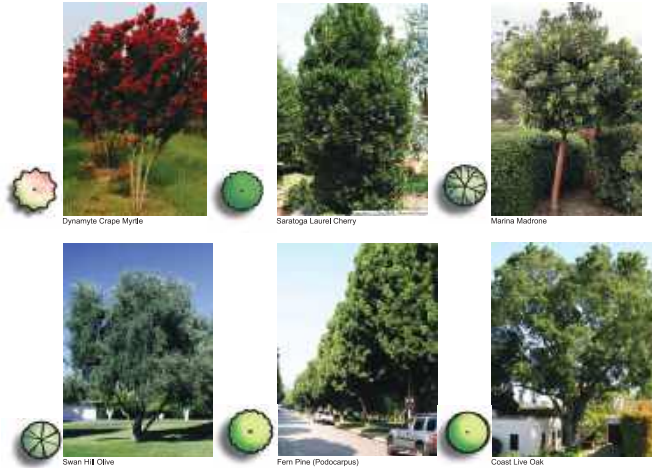 Dynamyte Crape Myrtle
Saratoga Laurel Cherry
Marina Madrone
Swan Hill Olive
Fern Pine (Podocarpus)
Coast Live Oak